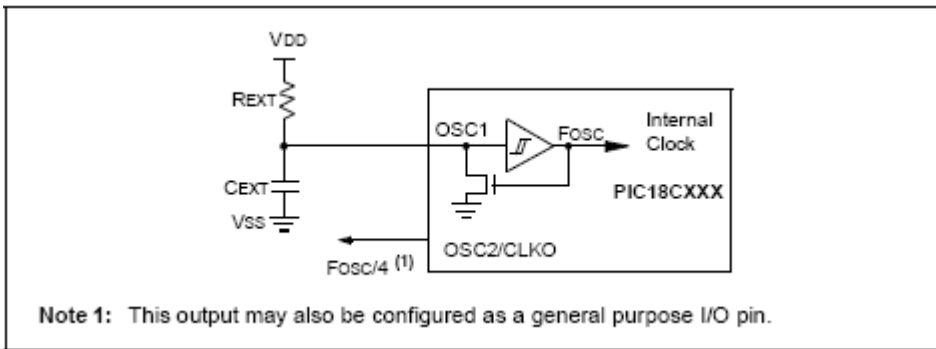 VDD
REXT
OSC1
FOSC
Internal
Clock
CEXT
PIC18CXXX
VSS
OSC2/CLKO
FOSC/4 (1)
Note 1: This output may also be configured as a general purpose I/O pin.